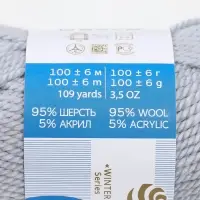 100 ± 6 м 100 ± 6 г
100 ± 6 m 100 ± 6 g
109 yards 3,5 OZ
95% ШЕРСТЬ 95% WOOL
5% АКРИЛ 5% ACRYLIC
*WINTER
Series